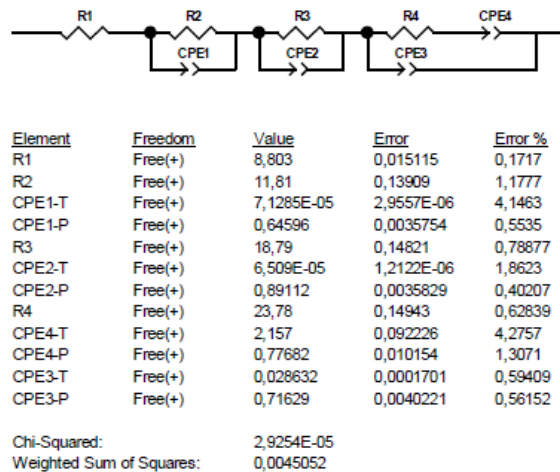 R1 R2 R3 R4 CPE4
CPE1 CPE2 CPE3
Element Freedom Value Error Error %
R1 Free(+) 8,803 0,015115 0,1717
R2 Free(+) 11,81 0,13909 1,1777
CPE1-T Free(+) 7,1285E-05 2,9557E-06 4,1463
CPE1-P Free(+) 0,64596 0,0035754 0,5535
R3 Free(+) 18,79 0,14821 0,78877
CPE2-T Free(+) 6,509E-05 1,2122E-06 1,8623
CPE2-P Free(+) 0,89112 0,0035829 0,40207
R4 Free(+) 23,78 0,14943 0,62839
CPE4-T Free(+) 2,157 0,092226 4,2757
CPE4-P Free(+) 0,77682 0,010154 1,3071
CPE3-T Free(+) 0,028632 0,0001701 0,59409
CPE3-P Free(+) 0,71629 0,0040221 0,56152
Chi-Squared: 2,9254E-05
Weighted Sum of Squares: 0,0045052